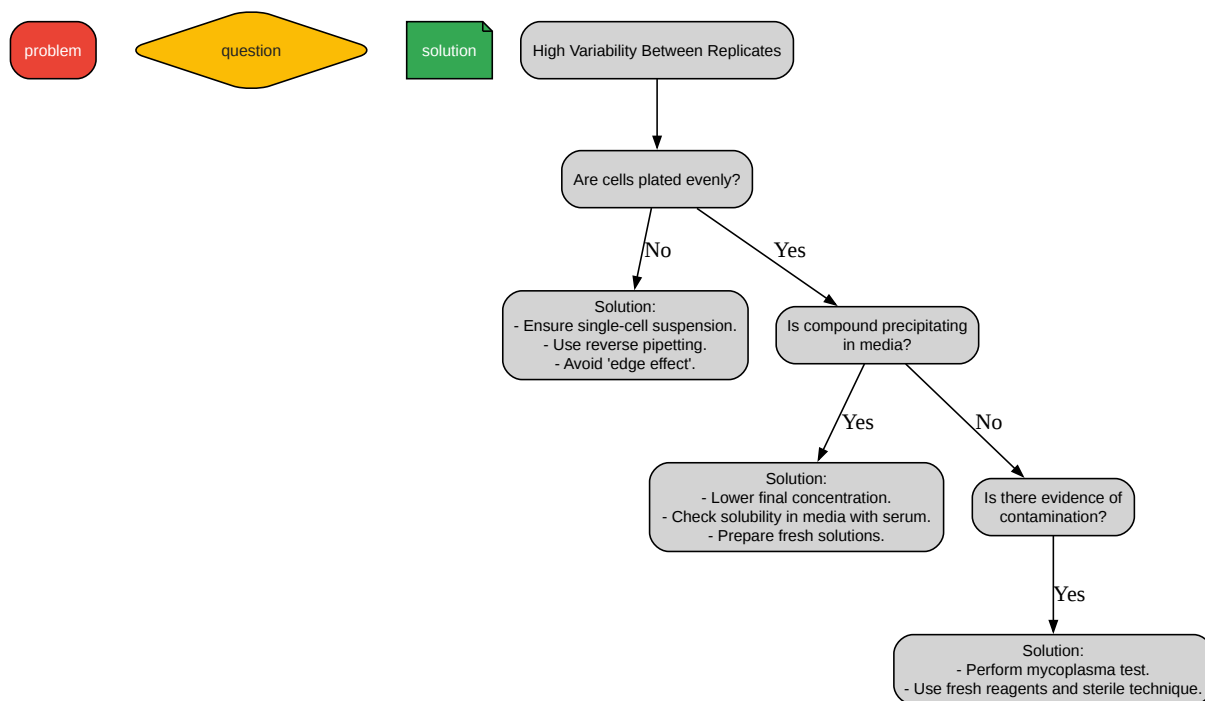 problem
question
solution
High Variability Between Replicates
Are cells plated evenly?
No
Yes
Solution:
- Ensure single-cell suspension.
- Use reverse pipetting.
- Avoid 'edge effect'.
Is compound precipitating
in media?
Yes
No
Solution:
- Lower final concentration.
- Check solubility in media with serum.
- Prepare fresh solutions.
Is there evidence of
contamination?
Yes
Solution:
- Perform mycoplasma test.
- Use fresh reagents and sterile technique.